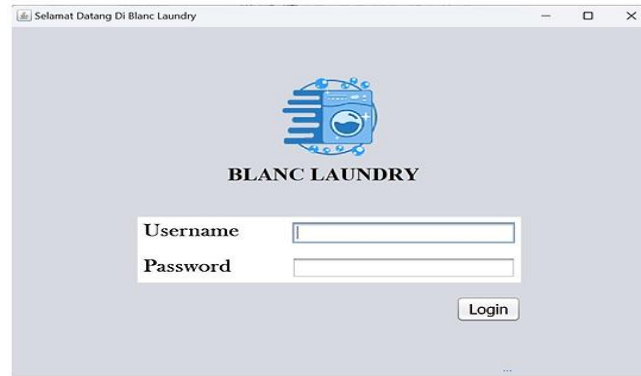 Selamat Datang Di Blanc Laundry
BLANC LAUNDRY
Username
Password
Login
...